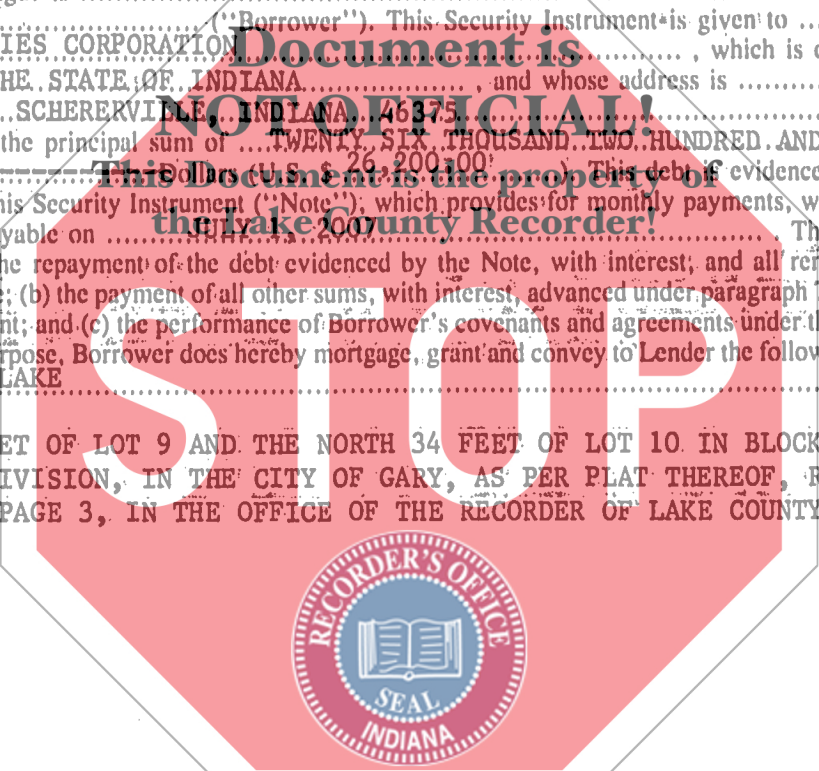 ("Borrower"). This Security Instrument is given to
IES CORPORATION , which is
Document is
HE STATE OF INDIANA , and whose address is
SCHERERVILLE, INDIANA 46375
NOT OFFICIAL!
the principal sum of TWENTY SIX THOUSAND TWO HUNDRED AND
Dollars (U.S. $ 26,200.00 ). This debt is evidence
This Document is the property of
his Security Instrument ("Note"), which provides for monthly payments, w
the Lake County Recorder!
yable on JULY 1, 2007 . Th
he repayment of the debt evidenced by the Note, with interest, and all ren
; (b) the payment of all other sums, with interest, advanced under paragraph
nt; and (c) the performance of Borrower's covenants and agreements under th
rpose, Borrower does hereby mortgage, grant and convey to Lender the follow
LAKE
STOP
ET OF LOT 9 AND THE NORTH 34 FEET OF LOT 10 IN BLOCK
IVISION, IN THE CITY OF GARY, AS PER PLAT THEREOF, R
PAGE 3, IN THE OFFICE OF THE RECORDER OF LAKE COUNTY
RECORDER'S OFFICE
SEAL
INDIANA